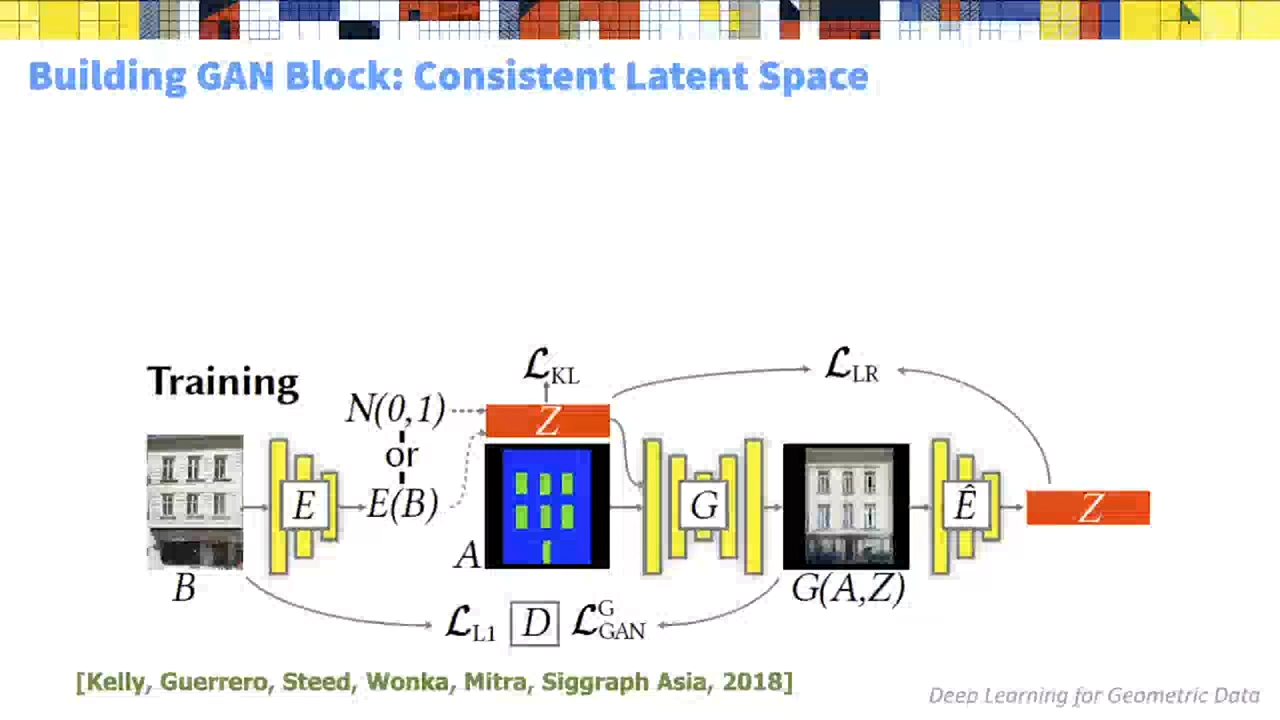 Building GAN Block: Consistent Latent Space
Training
ℒKL
ℒLR
N(0,1)
or
E(B)
Z
E
A
G
Ê
Z
B
G(A,Z)
ℒL1
D
ℒGAN G
[Kelly, Guerrero, Steed, Wonka, Mitra, Siggraph Asia, 2018]
Deep Learning for Geometric Data